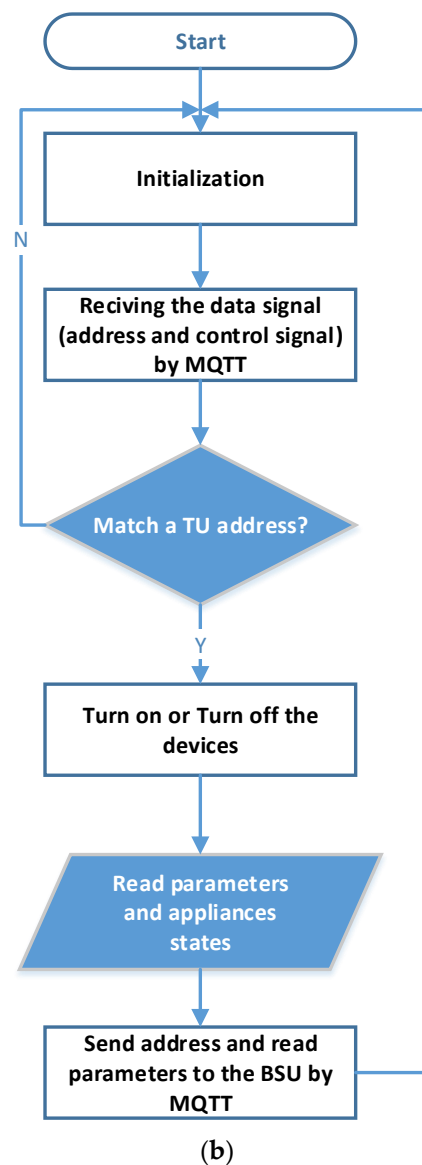 Start
Initialization
N
Reciving the data signal
(address and control signal)
by MQTT
Match a TU address?
Y
Turn on or Turn off the
devices
Read parameters
and appliances
states
Send address and read
parameters to the BSU by
MQTT
(b)